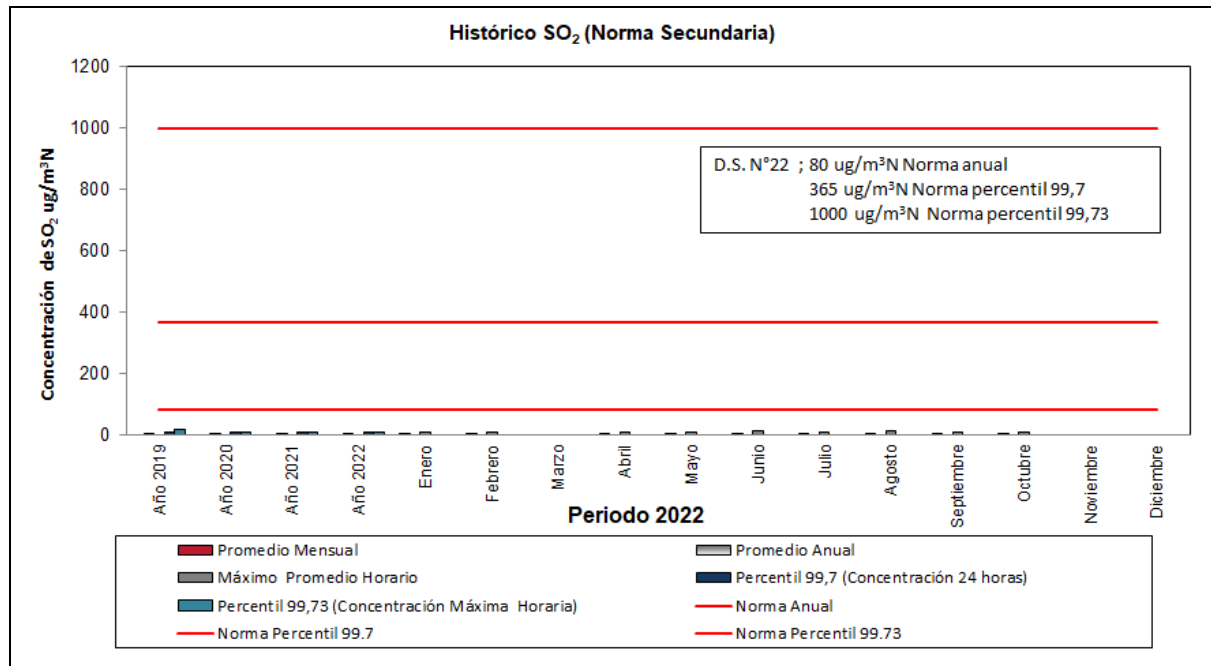 Histórico SO₂ (Norma Secundaria)
Concentración de SO₂ ug/m³N
1200
1000
800
600
400
200
0
D.S. N°22 ; 80 ug/m³N Norma anual
365 ug/m³N Norma percentil 99,7
1000 ug/m³N Norma percentil 99,73
Año 2019
Año 2020
Año 2021
Año 2022
Enero
Febrero
Marzo
Abril
Mayo
Junio
Julio
Agosto
Septiembre
Octubre
Noviembre
Diciembre
Periodo 2022
Promedio Mensual
Promedio Anual
Máximo Promedio Horario
Percentil 99,7 (Concentración 24 horas)
Percentil 99,73 (Concentración Máxima Horaria)
Norma Anual
Norma Percentil 99.7
Norma Percentil 99.73